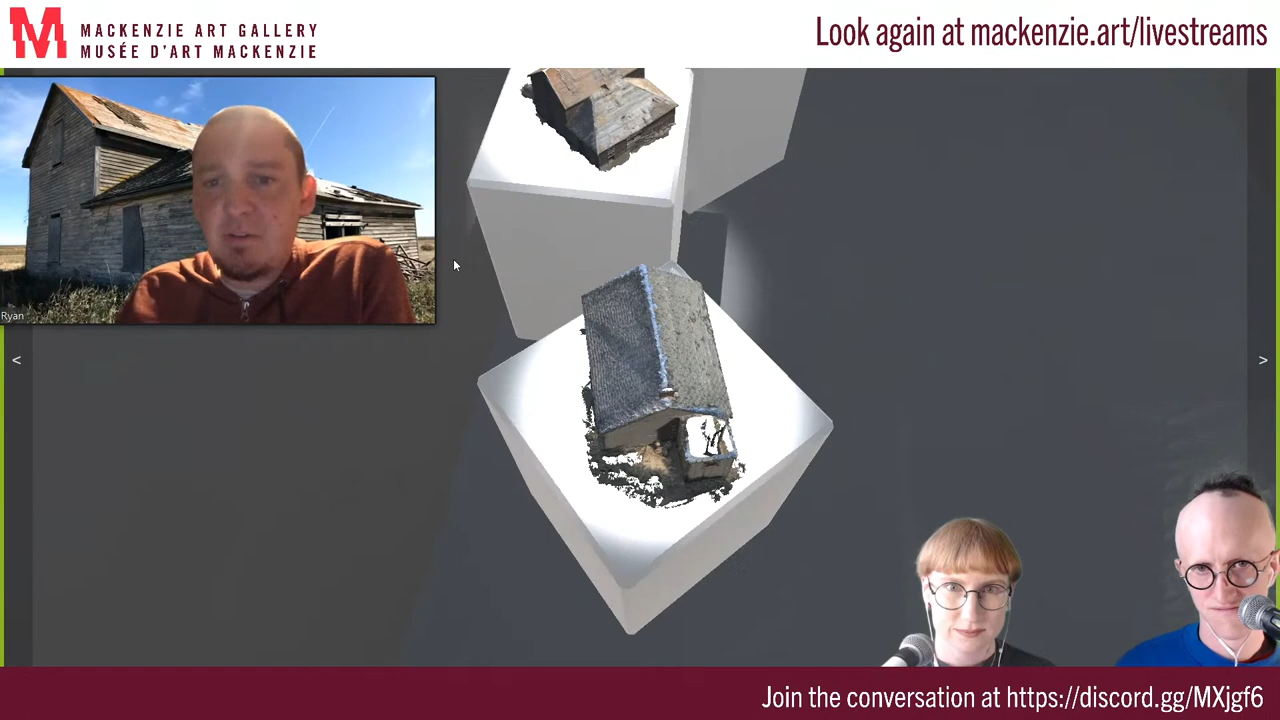 MACKENZIE ART GALLERY
MUSÉE D'ART MACKENZIE
Look again at mackenzie.art/livestreams
Ryan
<
>
Join the conversation at https://discord.gg/MXjgf6